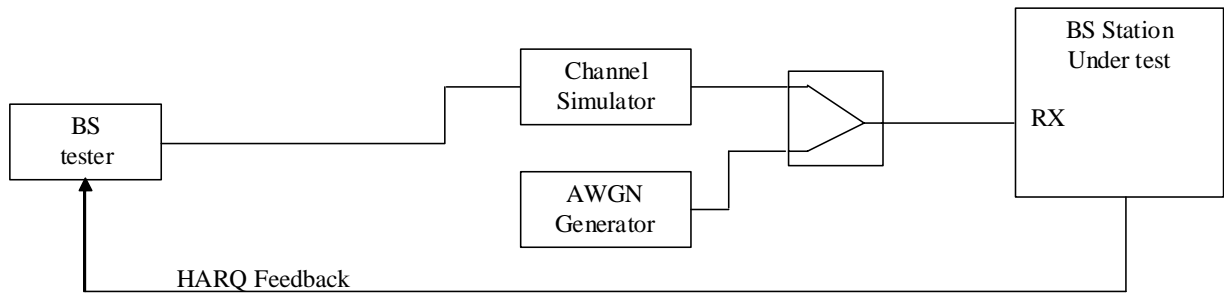 BS Station
Under test
Channel
Simulator
RX
BS
tester
AWGN
Generator
HARQ Feedback